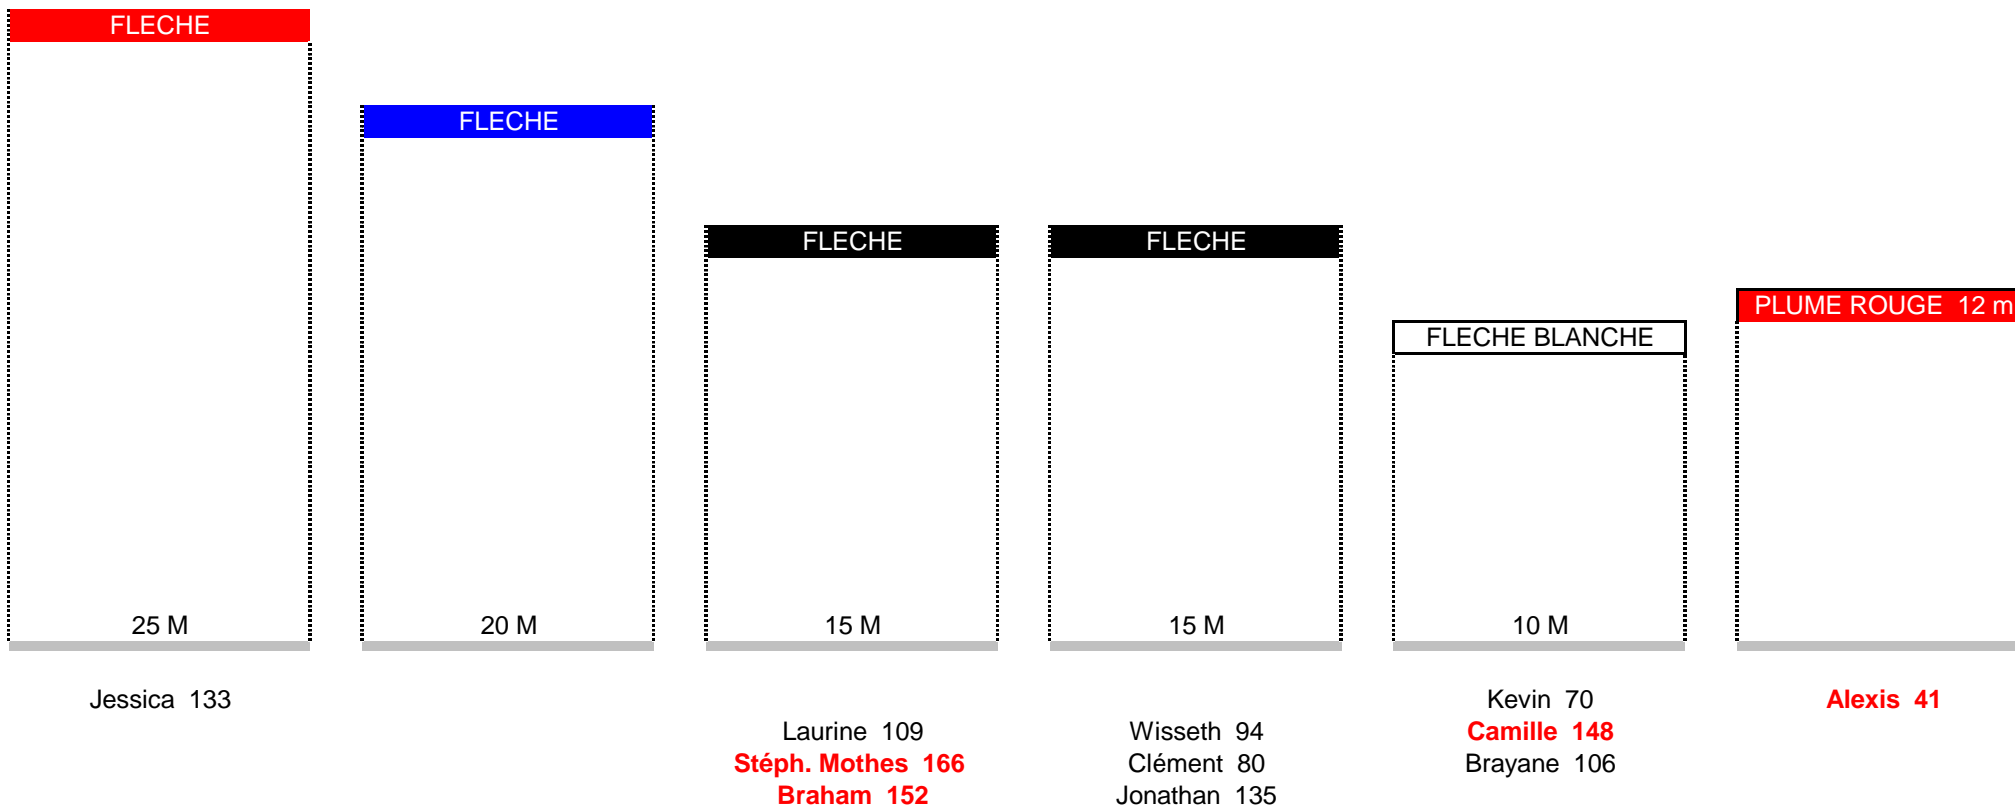 FLECHE
FLECHE
FLECHE
FLECHE
PLUME ROUGE 12 m
FLECHE BLANCHE
25 M
20 M
15 M
15 M
10 M
Jessica 133
Kevin 70
Alexis 41
Laurine 109
Wisseth 94
Camille 148
Stéph. Mothes 166
Clément 80
Brayane 106
Braham 152
Jonathan 135